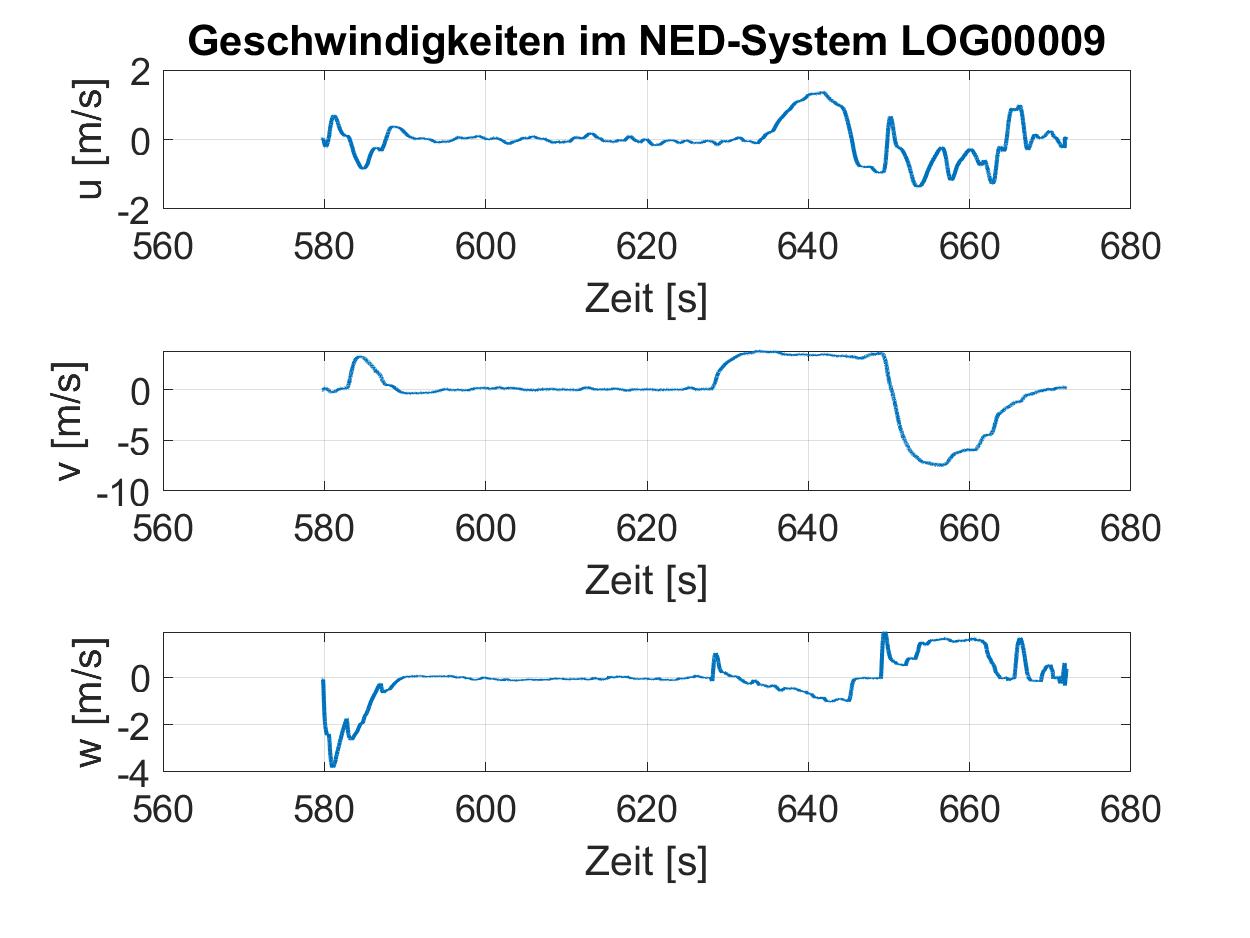 Geschwindigkeiten im NED-System LOG00009
2
0
-2
u [m/s]
560 580 600 620 640 660 680
Zeit [s]
0
-5
-10
v [m/s]
560 580 600 620 640 660 680
Zeit [s]
0
-2
-4
w [m/s]
560 580 600 620 640 660 680
Zeit [s]